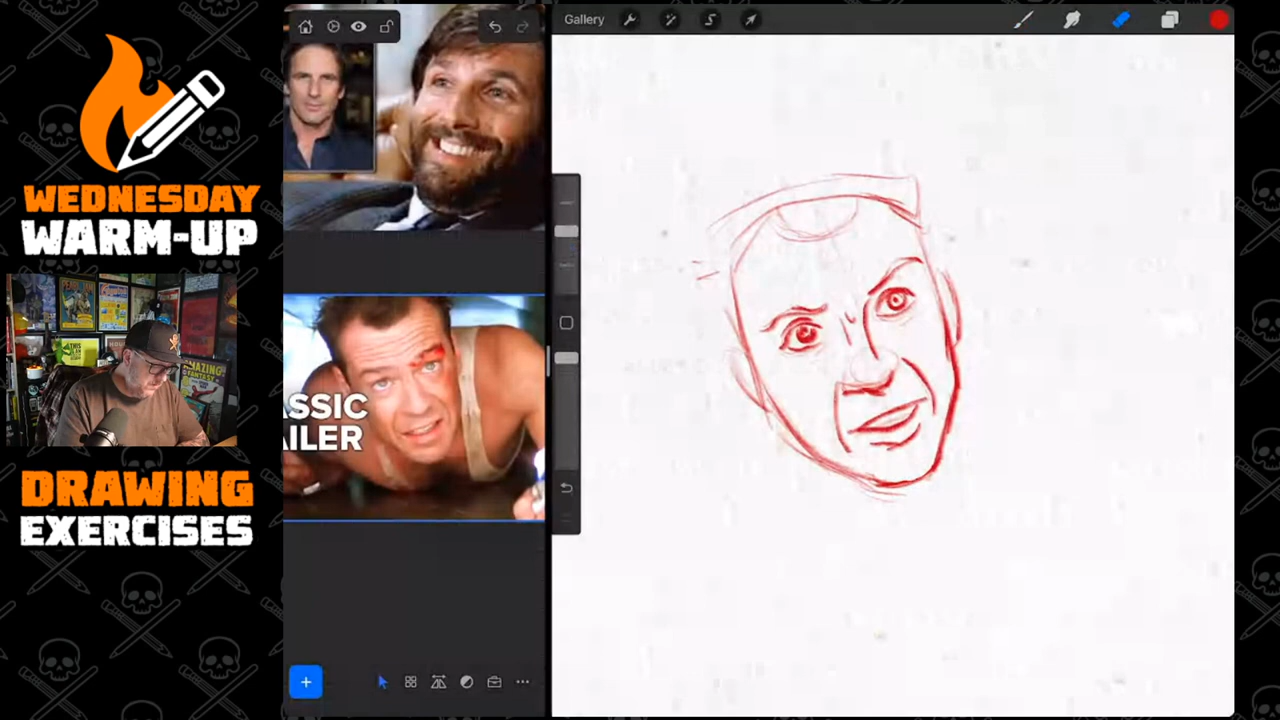 Gallery
WEDNESDAY
WARM-UP
ASSIC
AILER
DRAWING
EXERCISES